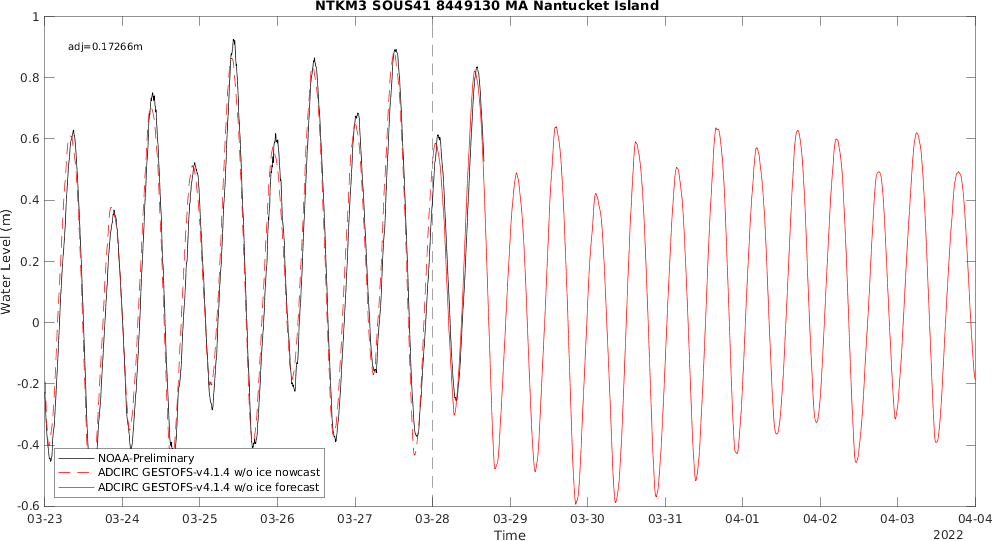 NTKM3 SOUS41 8449130 MA Nantucket Island
adj=0.17266m
Water Level (m)
1
0.8
0.6
0.4
0.2
0
-0.2
-0.4
-0.6
NOAA-Preliminary
ADCIRC GESTOFS-v4.1.4 w/o ice nowcast
ADCIRC GESTOFS-v4.1.4 w/o ice forecast
03-23 03-24 03-25 03-26 03-27 03-28 03-29 03-30 03-31 04-01 04-02 04-03 04-04
Time
2022